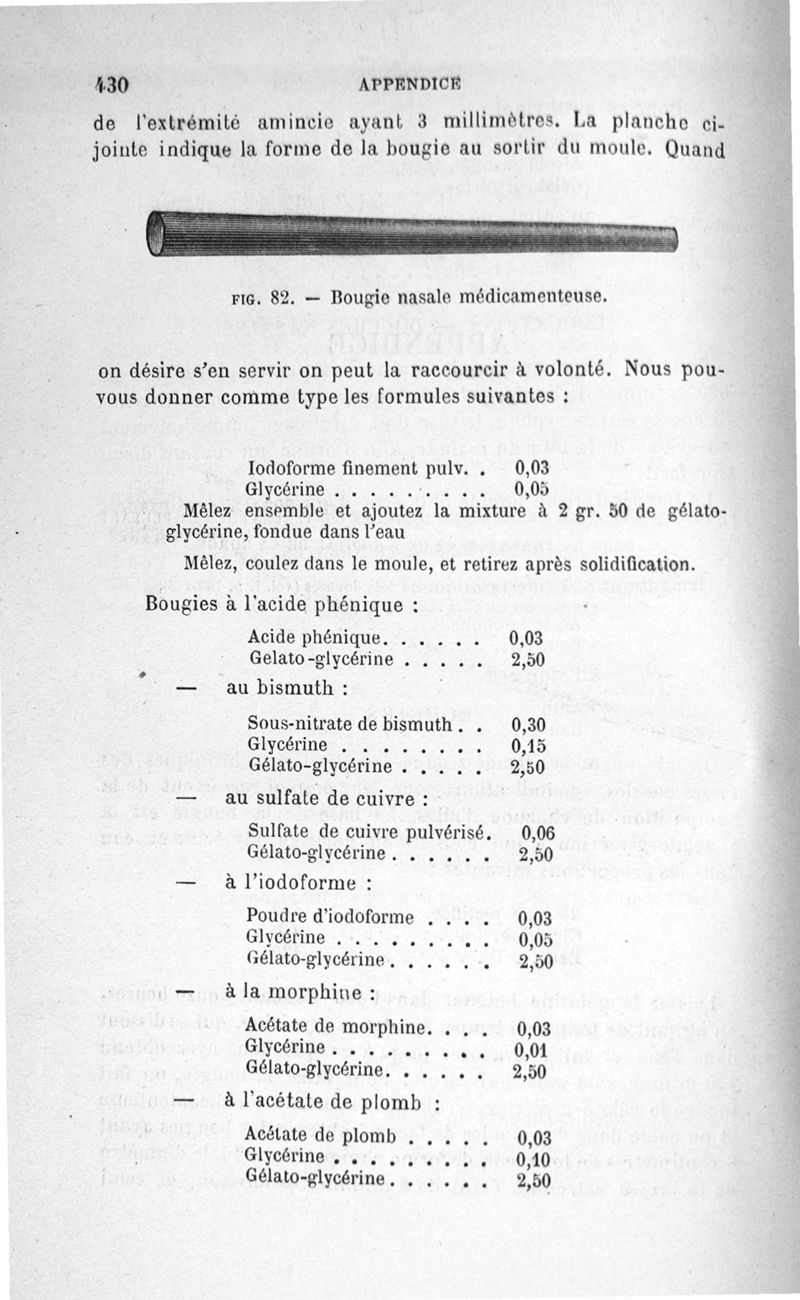 430 APPENDICE
de l'extrémité amincie ayant 3 millimètres. La planche ci-
jointe indique la forme de la bougie au sortir du moule. Quand
FIG. 82. — Bougie nasale médicamenteuse.
on désire s'en servir on peut la raccourcir à volonté. Nous pou-
vous donner comme type les formules suivantes :
Iodoforme finement pulv. . 0,03
Glycérine . . . . . . . . . . 0,05
Mêlez ensemble et ajoutez la mixture à 2 gr. 50 de gélato-
glycérine, fondue dans l'eau
Mêlez, coulez dans le moule, et retirez après solidification.
Bougies à l'acide phénique :
Acide phénique. . . . . . 0,03
Gelato-glycérine . . . . . 2,50
— au bismuth :
Sous-nitrate de bismuth . . 0,30
Glycérine . . . . . . . . 0,15
Gélato-glycérine . . . . . 2,50
— au sulfate de cuivre :
Sulfate de cuivre pulvérisé. 0,06
Gélato-glycérine . . . . . . 2,50
— à l'iodoforme :
Poudre d'iodoforme . . . . 0,03
Glycérine . . . . . . . . . 0,05
Gélato-glycérine . . . . . . 2,50
— à la morphine :
Acétate de morphine. . . . 0,03
Glycérine . . . . . . . . . 0,01
Gélato-glycérine. . . . . . 2,50
— à l'acétate de plomb :
Acétate de plomb . . . . . 0,03
Glycérine . . . . . . . . . 0,10
Gélato-glycérine . . . . . . 2,50